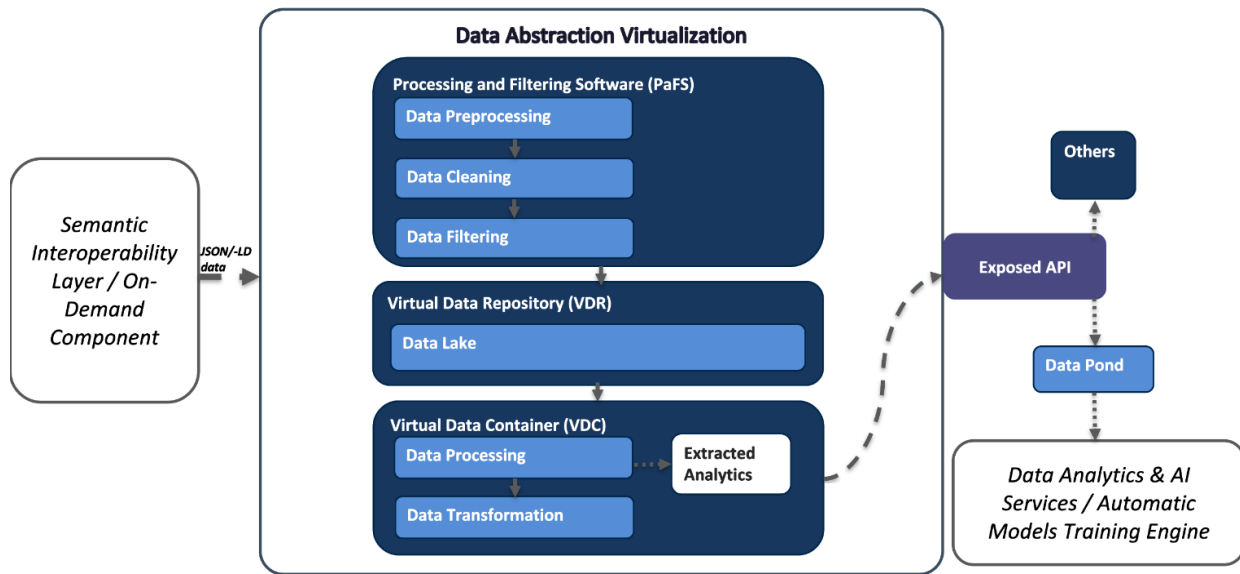 Data Abstraction Virtualization
Processing and Filtering Software (PaFS)
Data Preprocessing
Data Cleaning
Data Filtering
Semantic
Interoperability
Layer / On-
Demand
Component
JSON/-LD
data
Virtual Data Repository (VDR)
Data Lake
Virtual Data Container (VDC)
Data Processing
Extracted
Analytics
Data Transformation
Others
Exposed API
Data Pond
Data Analytics & AI
Services / Automatic
Models Training Engine